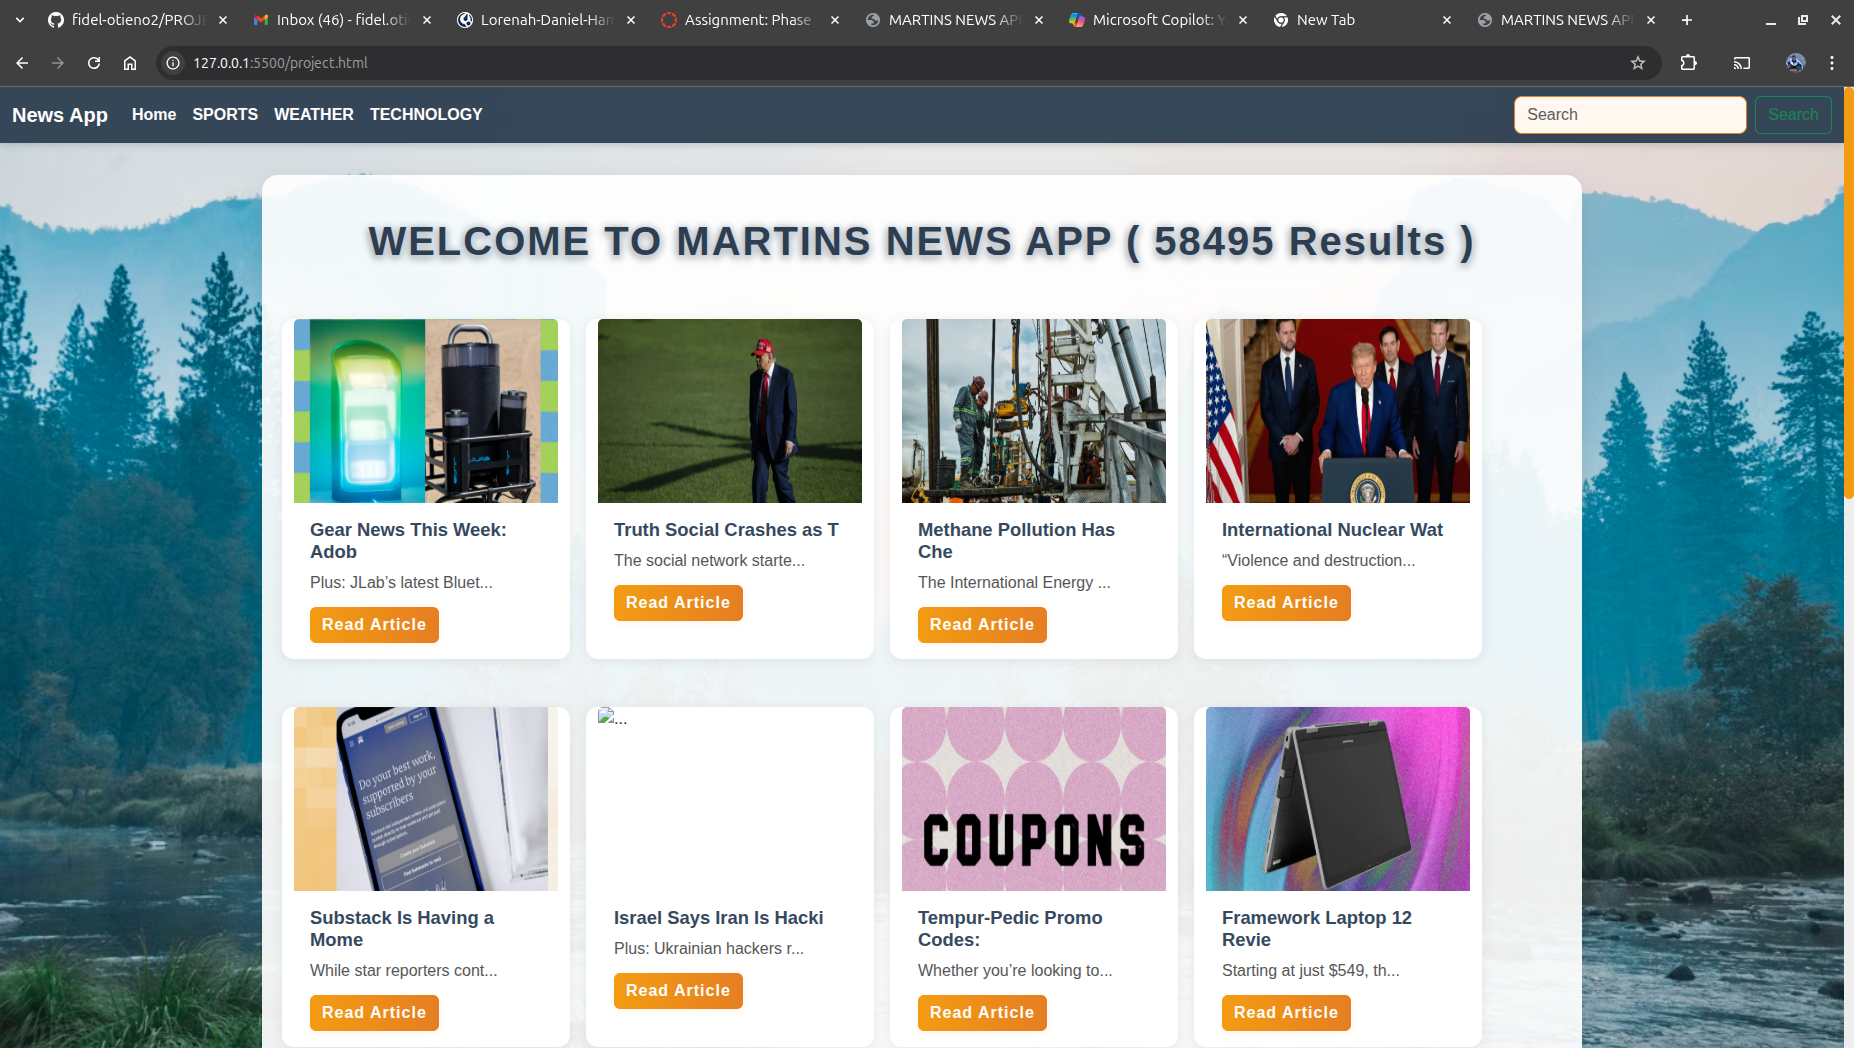 fidel-otieno2/PROJE
Inbox (46) - fidel.oti
Lorenah-Daniel-Ham
Assignment: Phase
MARTINS NEWS API
Microsoft Copilot: Y
New Tab
MARTINS NEWS API
127.0.0.1:5500/project.html
News App
Home
SPORTS
WEATHER
TECHNOLOGY
Search
Search
WELCOME TO MARTINS NEWS APP ( 58495 Results )
Gear News This Week:
Adob
Plus: JLab’s latest Bluet...
Read Article
Truth Social Crashes as T
The social network starte...
Read Article
Methane Pollution Has
Che
The International Energy ...
Read Article
International Nuclear Wat
“Violence and destruction...
Read Article
Do your best work,
supported by your
subscribers
Substack Is Having a
Mome
While star reporters cont...
Read Article
...
Israel Says Iran Is Hacki
Plus: Ukrainian hackers r...
Read Article
COUPONS
Tempur-Pedic Promo
Codes:
Whether you’re looking to...
Read Article
Framework Laptop 12
Revie
Starting at just $549, th...
Read Article